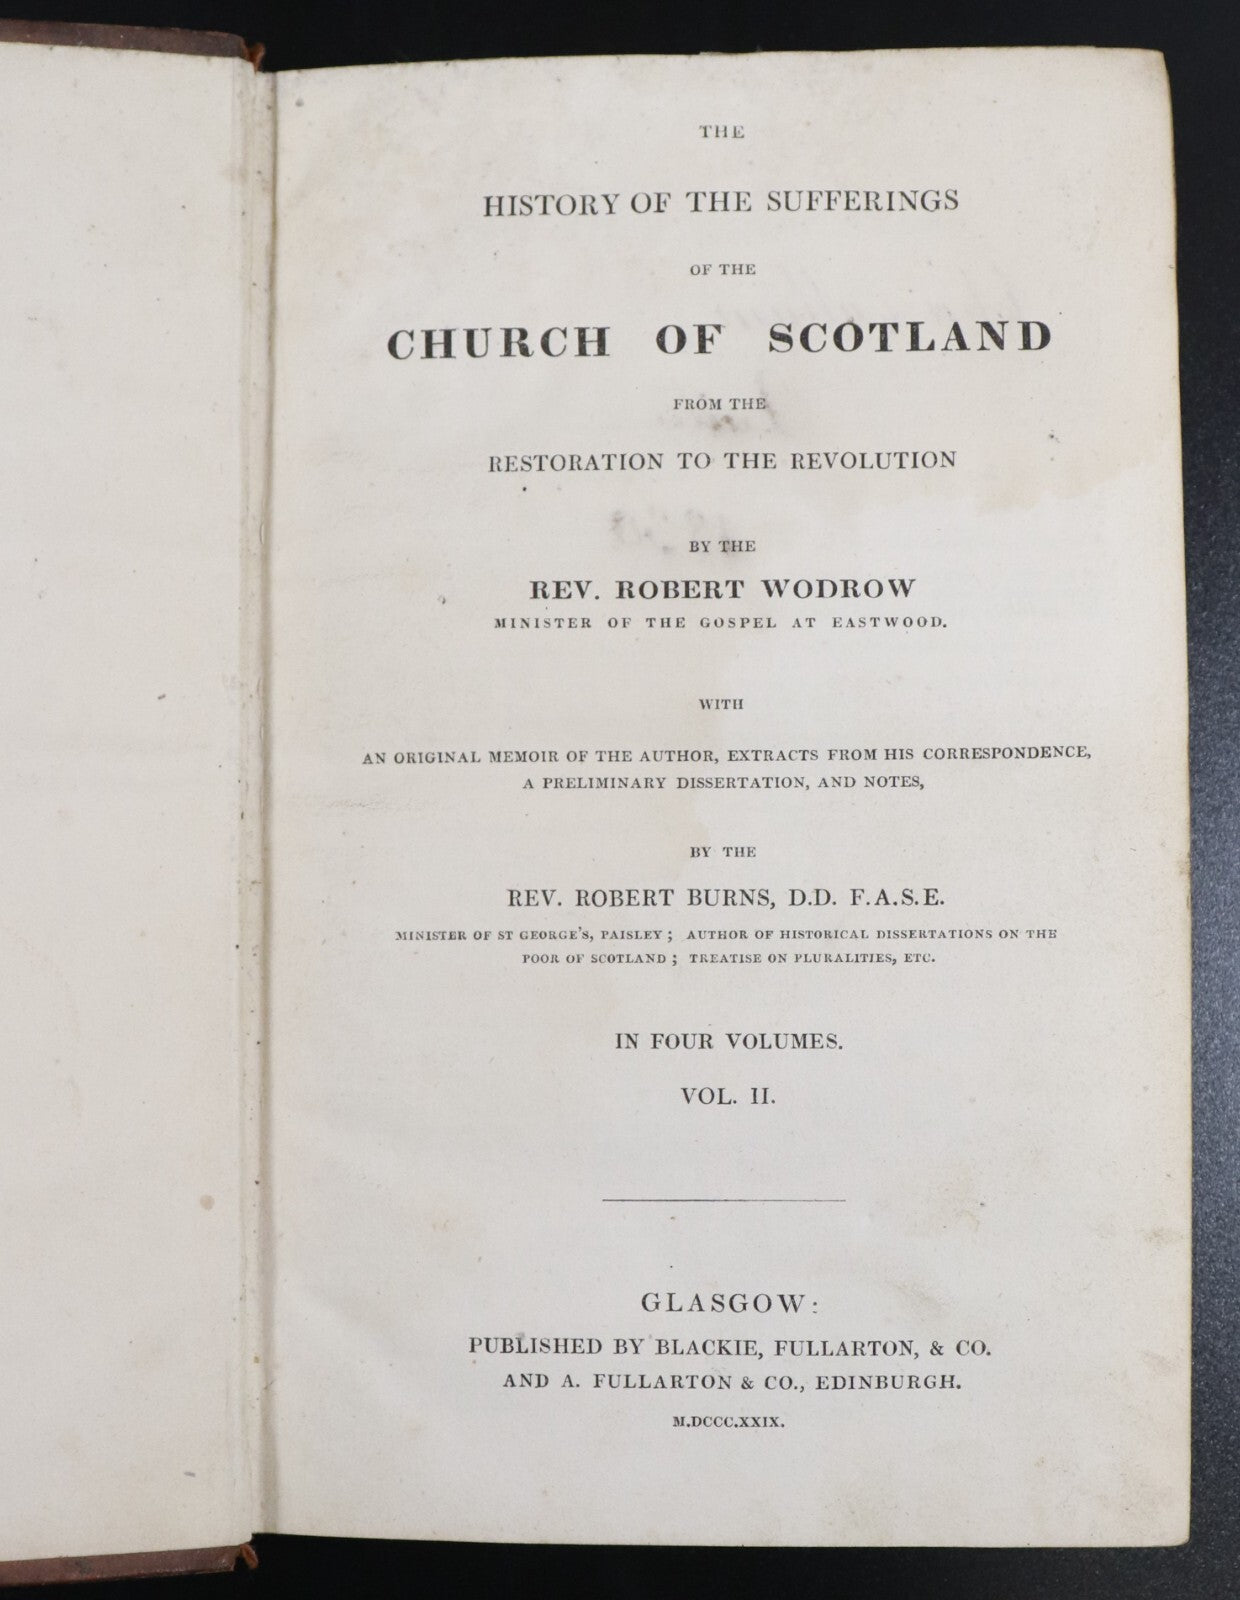 THE
HISTORY OF THE SUFFERINGS
OF THE
CHURCH OF SCOTLAND
FROM THE
RESTORATION TO THE REVOLUTION
BY THE
REV. ROBERT WODROW
MINISTER OF THE GOSPEL AT EASTWOOD.
WITH
AN ORIGINAL MEMOIR OF THE AUTHOR, EXTRACTS FROM HIS CORRESPONDENCE,
A PRELIMINARY DISSERTATION, AND NOTES,
BY THE
REV. ROBERT BURNS, D.D. F.A.S.E.
MINISTER OF ST GEORGE'S, PAISLEY; AUTHOR OF HISTORICAL DISSERTATIONS ON THE
POOR OF SCOTLAND; TREATISE ON PLURALITIES, ETC.
IN FOUR VOLUMES.
VOL. II.
GLASGOW:
PUBLISHED BY BLACKIE, FULLARTON, & CO.
AND A. FULLARTON & CO., EDINBURGH.
M.DCCC.XXIX.